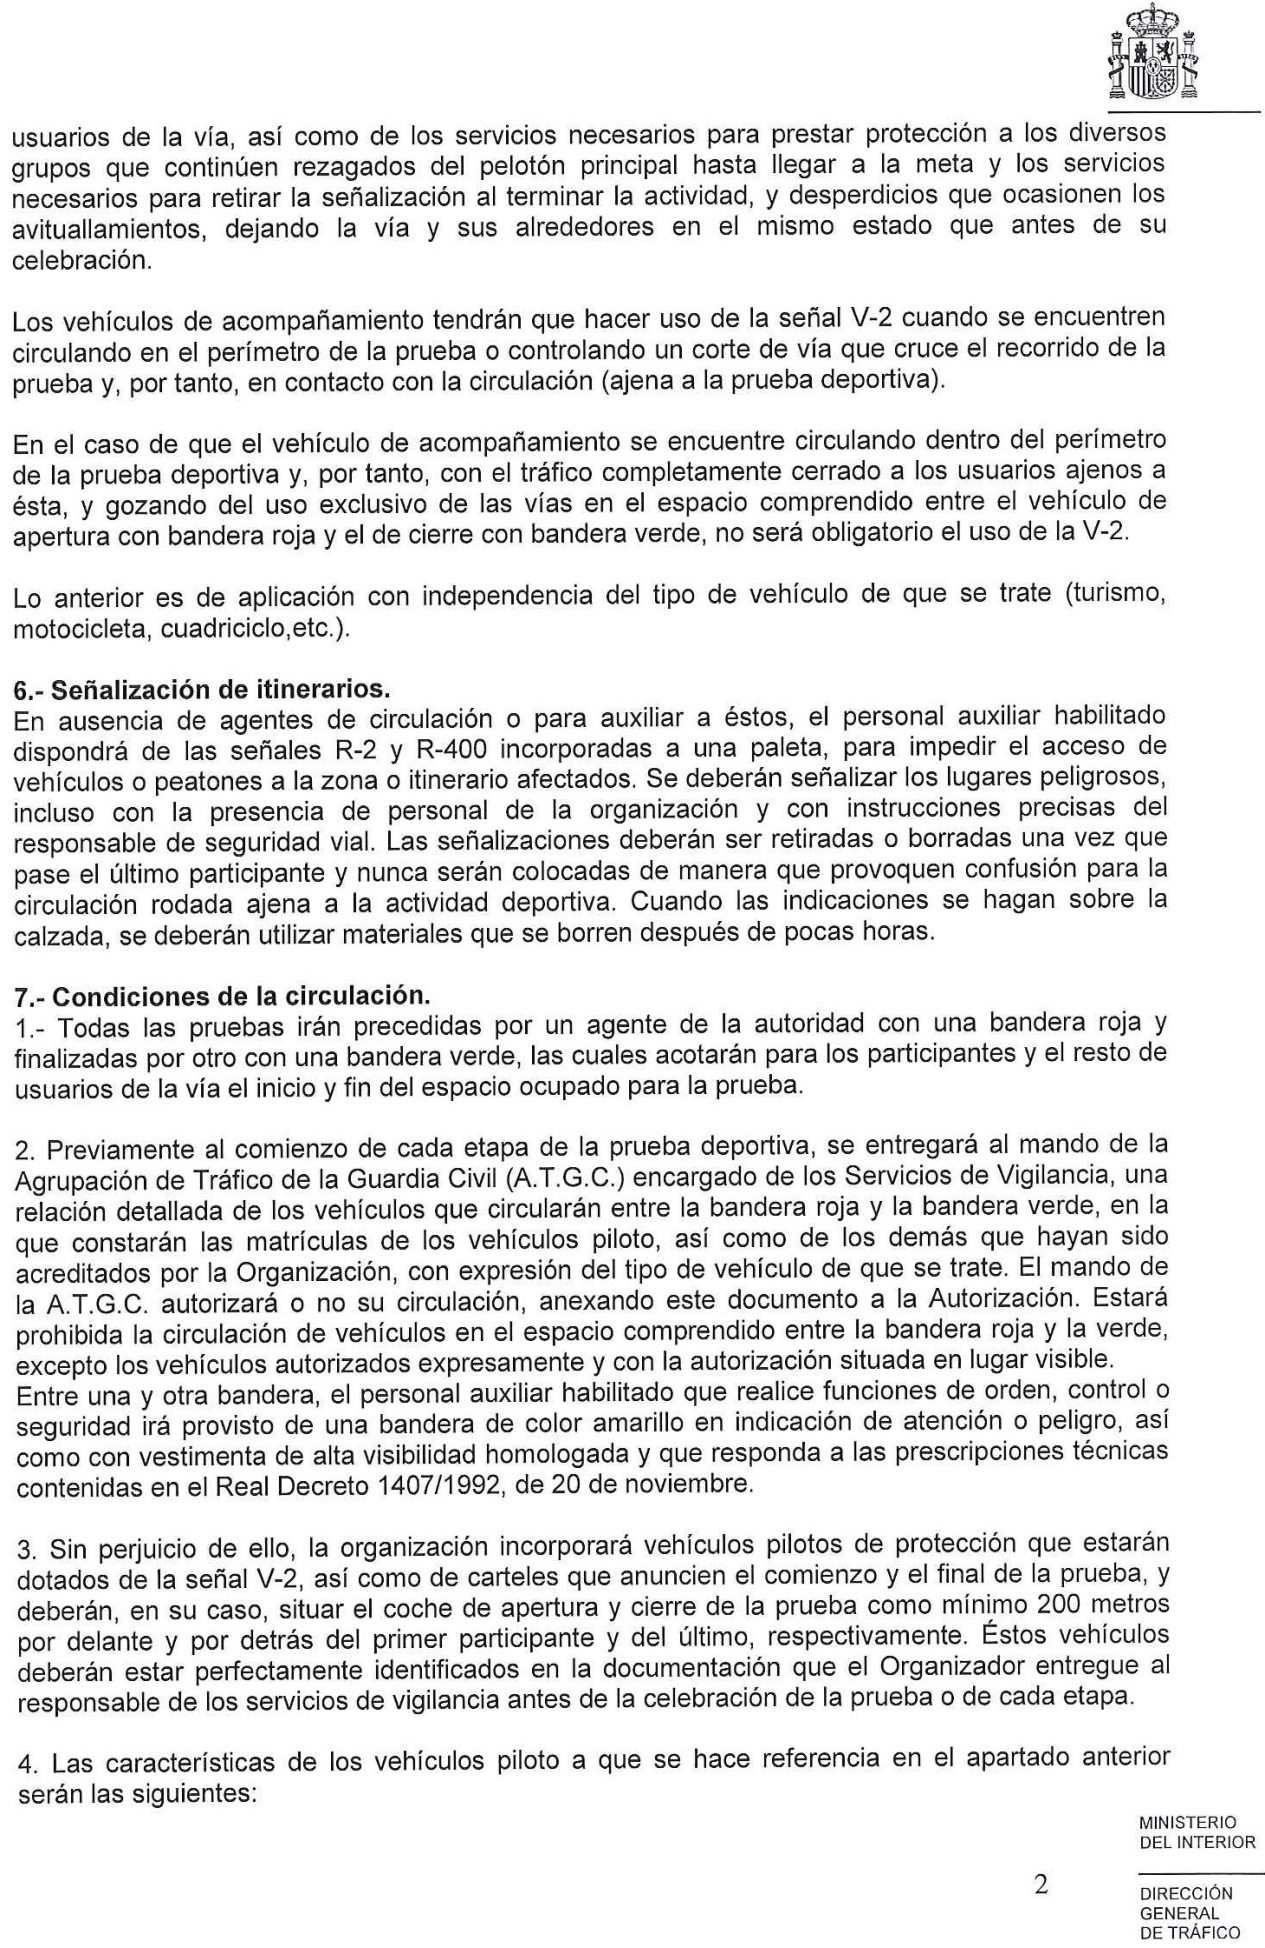 usuarios de la vía, así como de los servicios necesarios para prestar protección a los diversos
grupos que continúen rezagados del pelotón principal hasta llegar a la meta y los servicios
necesarios para retirar la señalización al terminar la actividad, y desperdicios que ocasionen los
avituallamientos, dejando la vía y sus alrededores en el mismo estado que antes de su
celebración.
Los vehículos de acompañamiento tendrán que hacer uso de la señal V-2 cuando se encuentren
circulando en el perímetro de la prueba o controlando un corte de vía que cruce el recorrido de la
prueba y, por tanto, en contacto con la circulación (ajena a la prueba deportiva).
En el caso de que el vehículo de acompañamiento se encuentre circulando dentro del perímetro
de la prueba deportiva y, por tanto, con el tráfico completamente cerrado a los usuarios ajenos a
ésta, y gozando del uso exclusivo de las vías en el espacio comprendido entre el vehículo de
apertura con bandera roja y el de cierre con bandera verde, no será obligatorio el uso de la V-2.
Lo anterior es de aplicación con independencia del tipo de vehículo de que se trate (turismo,
motocicleta, cuadriciclo,etc.).
6.- Señalización de itinerarios.
En ausencia de agentes de circulación o para auxiliar a éstos, el personal auxiliar habilitado
dispondrá de las señales R-2 y R-400 incorporadas a una paleta, para impedir el acceso de
vehículos o peatones a la zona o itinerario afectados. Se deberán señalizar los lugares peligrosos,
incluso con la presencia de personal de la organización y con instrucciones precisas del
responsable de seguridad vial. Las señalizaciones deberán ser retiradas o borradas una vez que
pase el último participante y nunca serán colocadas de manera que provoquen confusión para la
circulación rodada ajena a la actividad deportiva. Cuando las indicaciones se hagan sobre la
calzada, se deberán utilizar materiales que se borren después de pocas horas.
7.- Condiciones de la circulación.
1.- Todas las pruebas irán precedidas por un agente de la autoridad con una bandera roja y
finalizadas por otro con una bandera verde, las cuales acotarán para los participantes y el resto de
usuarios de la vía el inicio y fin del espacio ocupado para la prueba.
2. Previamente al comienzo de cada etapa de la prueba deportiva, se entregará al mando de la
Agrupación de Tráfico de la Guardia Civil (A.T.G.C.) encargado de los Servicios de Vigilancia, una
relación detallada de los vehículos que circularán entre la bandera roja y la bandera verde, en la
que constarán las matrículas de los vehículos piloto, así como de los demás que hayan sido
acreditados por la Organización, con expresión del tipo de vehículo de que se trate. El mando de
la A.T.G.C. autorizará o no su circulación, anexando este documento a la Autorización. Estará
prohibida la circulación de vehículos en el espacio comprendido entre la bandera roja y la verde,
excepto los vehículos autorizados expresamente y con la autorización situada en lugar visible.
Entre una y otra bandera, el personal auxiliar habilitado que realice funciones de orden, control o
seguridad irá provisto de una bandera de color amarillo en indicación de atención o peligro, así
como con vestimenta de alta visibilidad homologada y que responda a las prescripciones técnicas
contenidas en el Real Decreto 1407/1992, de 20 de noviembre.
3. Sin perjuicio de ello, la organización incorporará vehículos pilotos de protección que estarán
dotados de la señal V-2, así como de carteles que anuncien el comienzo y el final de la prueba, y
deberán, en su caso, situar el coche de apertura y cierre de la prueba como mínimo 200 metros
por delante y por detrás del primer participante y del último, respectivamente. Éstos vehículos
deberán estar perfectamente identificados en la documentación que el Organizador entregue al
responsable de los servicios de vigilancia antes de la celebración de la prueba o de cada etapa.
4. Las características de los vehículos piloto a que se hace referencia en el apartado anterior
serán las siguientes:
MINISTERIO
DEL INTERIOR
2
DIRECCIÓN
GENERAL
DE TRÁFICO